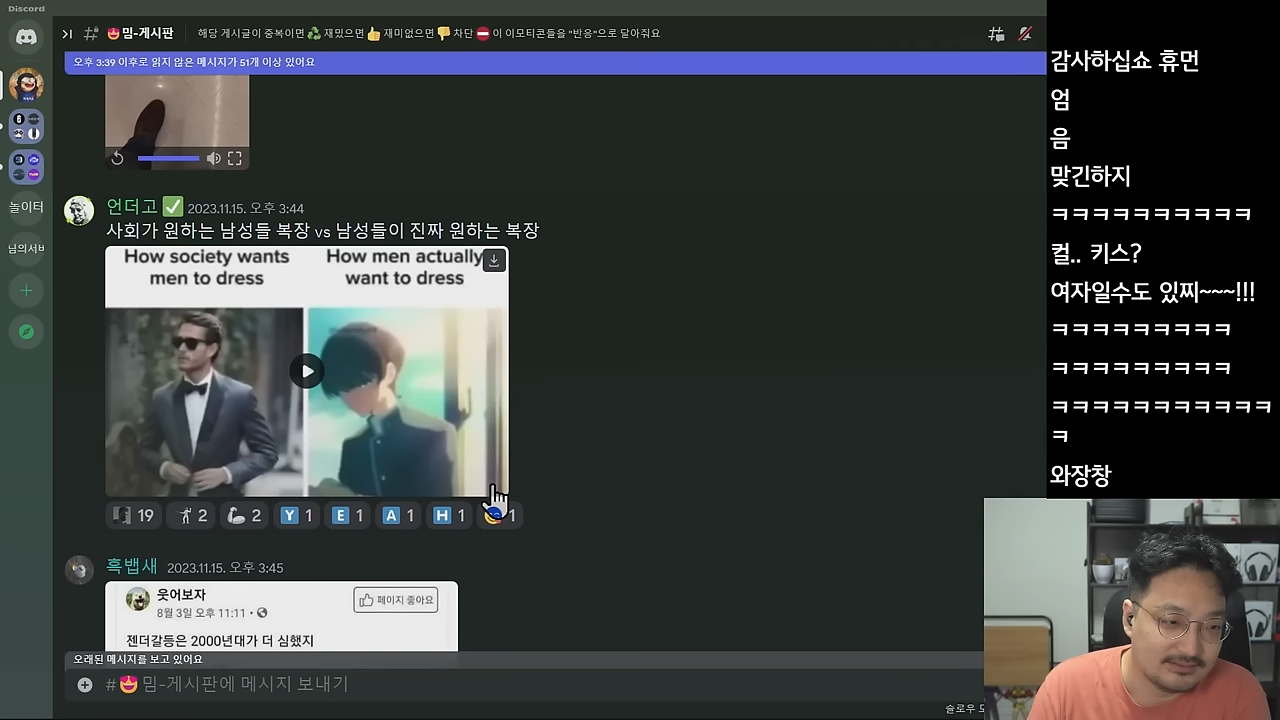 Discord
밈-게시판
해당 게시글이 중복이면 재밌으면 재미없으면 차단 이 이모티콘들을 "반응"으로 달아줘요
오후 3:39 이후로 읽지 않은 메시지가 51개 이상 있어요
놀이터
님의서버
언더고 2023.11.15. 오후 3:44
사회가 원하는 남성들 복장 vs 남성들이 진짜 원하는 복장
How society wants
men to dress
How men actually
want to dress
19 2 2 Y 1 E 1 A 1 H 1 1
흑뱁새 2023.11.15. 오후 3:45
웃어보자
8월 3일 오후 11:11
페이지 좋아요
젠더갈등은 2000년대가 더 심했지
오래된 메시지를 보고 있어요
#밈-게시판에 메시지 보내기
슬로우
감사하십쇼 휴먼
엄
음
맞긴하지
ㅋㅋㅋㅋㅋㅋㅋㅋㅋㅋ
컬.. 키스?
여자일수도 있찌~~~!!!
ㅋㅋㅋㅋㅋㅋㅋㅋㅋ
ㅋㅋㅋㅋㅋㅋㅋㅋㅋ
ㅋㅋㅋㅋㅋㅋㅋㅋㅋㅋㅋ
ㅋ
와장창